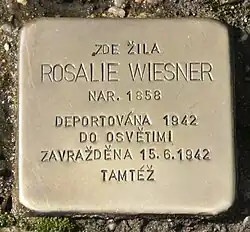 ZDE ŽILA
ROSALIE WIESNER
NAR. 1858
DEPORTOVÁNA 1942
DO OSVĚTIMI
ZAVRAŽDĚNA 15.6.1942
TAMTÉŽ